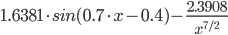 1.6381 · sin(0.7 · x − 0.4) − 2.3908 / x^{7/2}